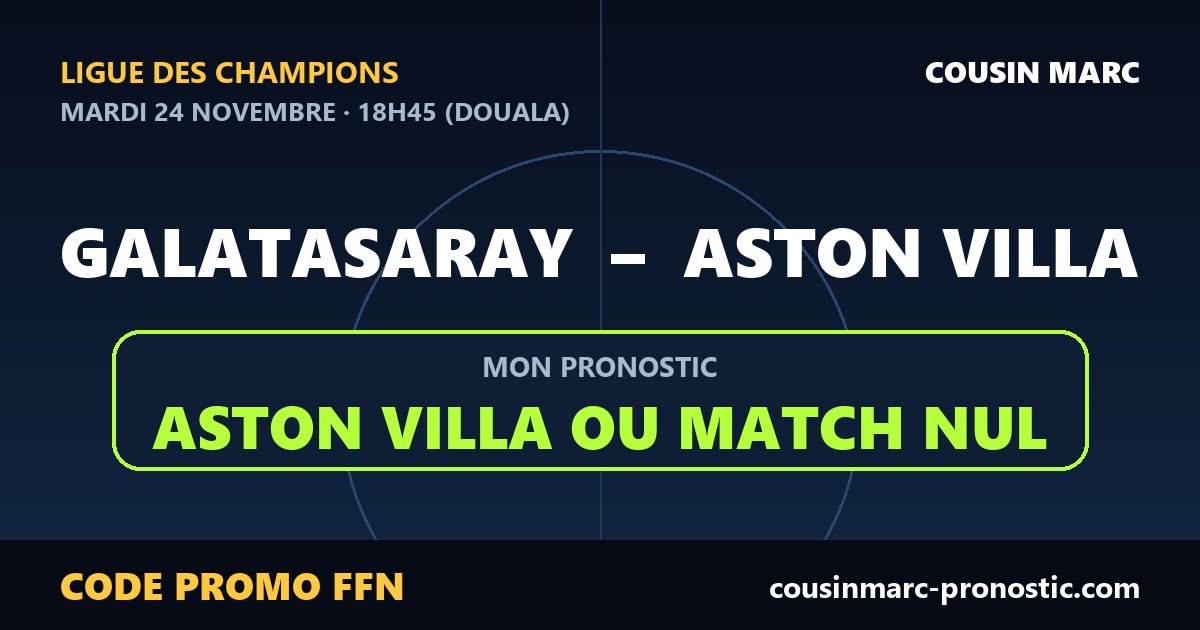 LIGUE DES CHAMPIONS
COUSIN MARC
MARDI 24 NOVEMBRE · 18H45 (DOUALA)
GALATASARAY – ASTON VILLA
MON PRONOSTIC
ASTON VILLA OU MATCH NUL
CODE PROMO FFN
cousinmarc-pronostic.com